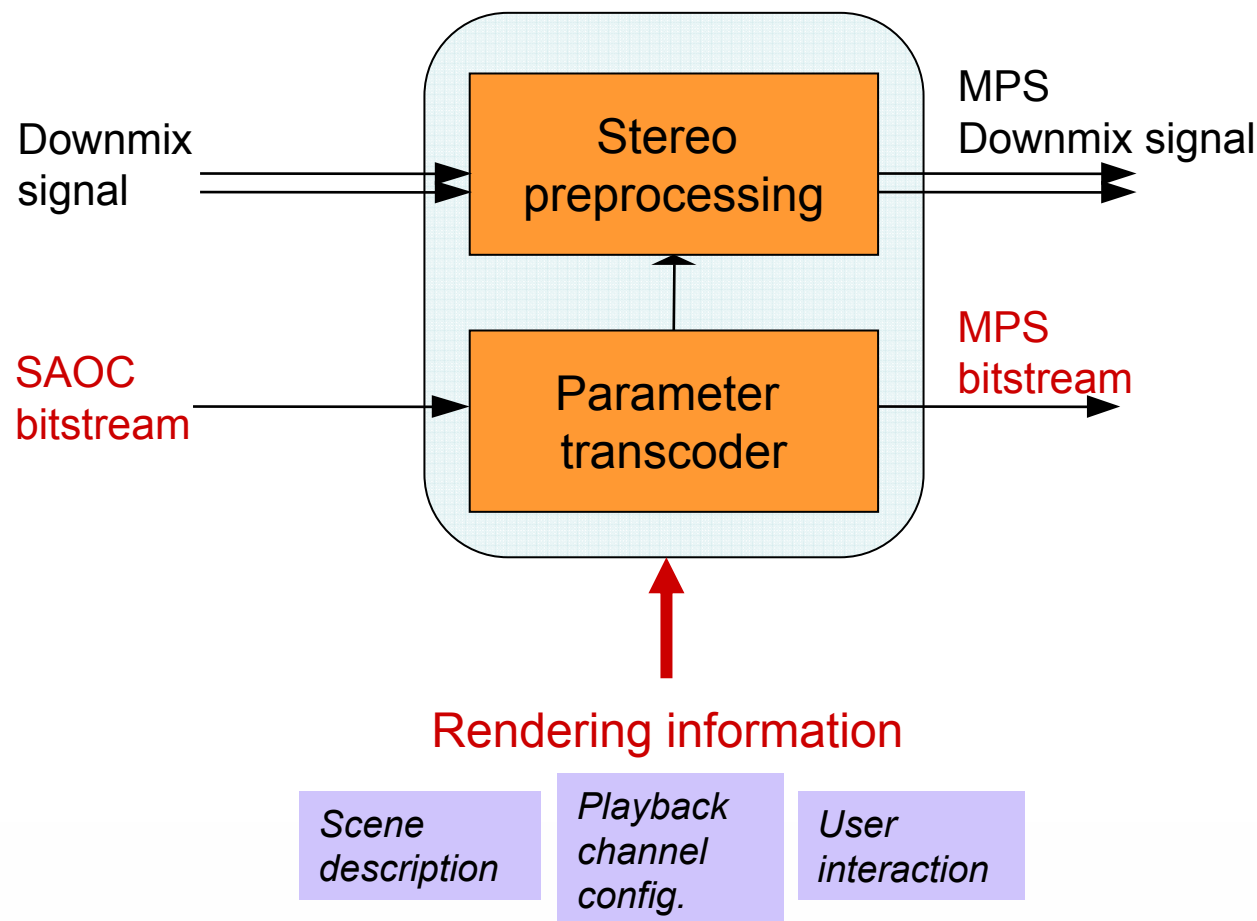 Downmix
signal
Stereo
preprocessing
MPS
Downmix signal
SAOC
bitstream
Parameter
transcoder
MPS
bitstream
Rendering information
Scene
description
Playback
channel
config.
User
interaction